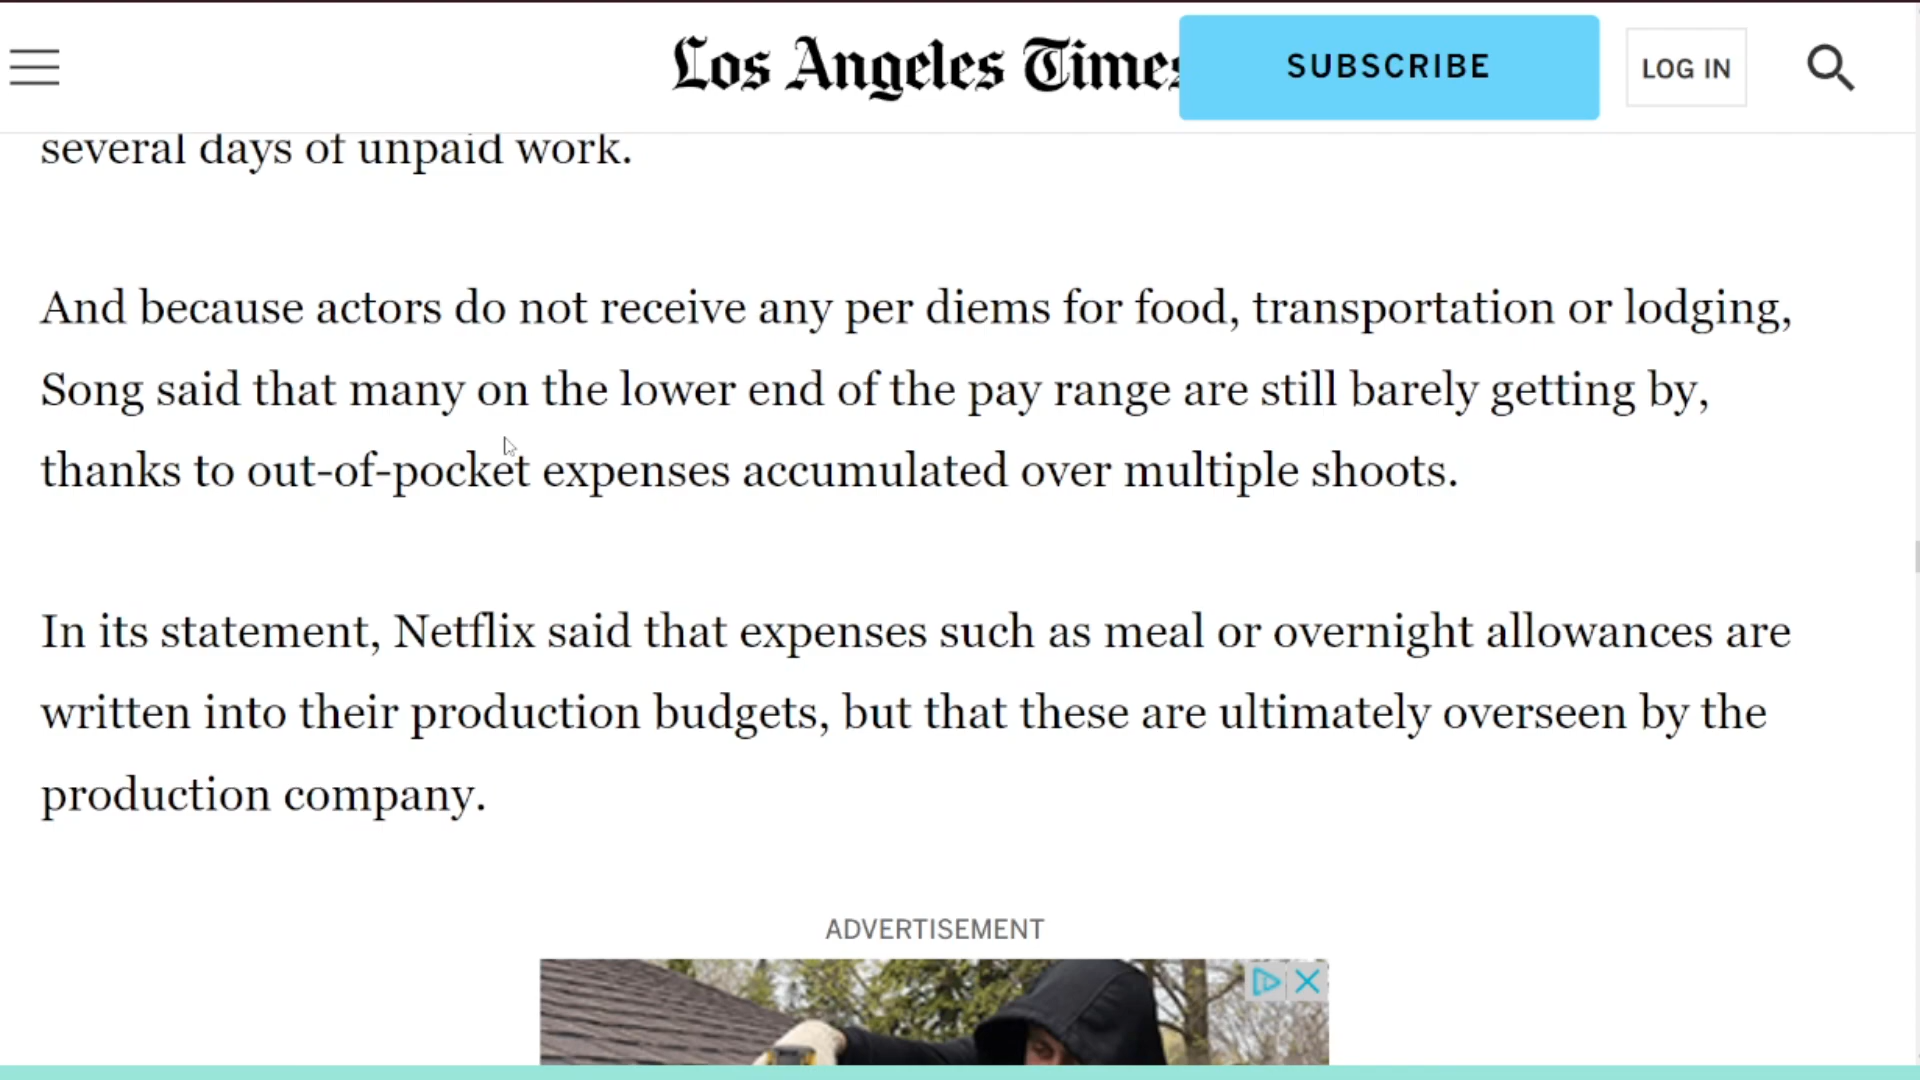 Los Angeles Times
SUBSCRIBE
LOG IN
several days of unpaid work.
And because actors do not receive any per diems for food, transportation or lodging,
Song said that many on the lower end of the pay range are still barely getting by,
thanks to out-of-pocket expenses accumulated over multiple shoots.
In its statement, Netflix said that expenses such as meal or overnight allowances are
written into their production budgets, but that these are ultimately overseen by the
production company.
ADVERTISEMENT